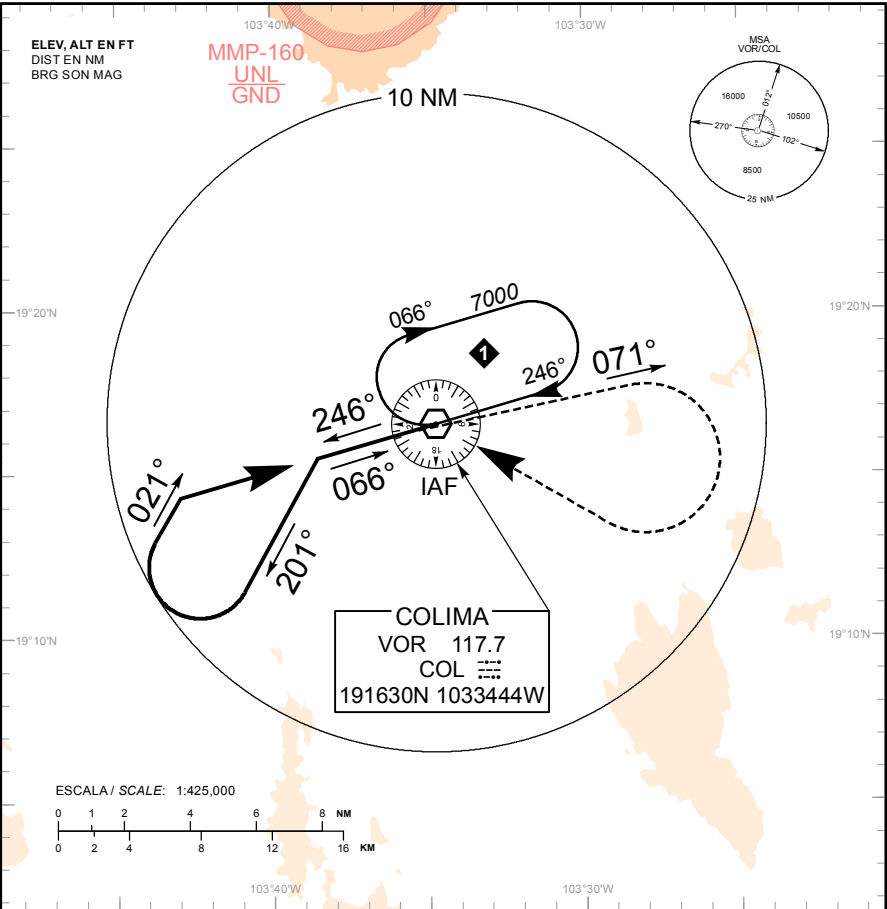 103°40'W
103°30'W
ELEV, ALT EN FT
DIST EN NM
BRG SON MAG
MMP-160
UNL
GND
MSA
VOR/COL
16000
012°
10500
270°
102°
8500
25 NM
10 NM
19°20'N
19°20'N
066°
7000
1
246°
071°
246°
066°
0
18
IAF
021°
201°
COLIMA
VOR 117.7
COL
191630N 1033444W
19°10'N
19°10'N
ESCALA / SCALE: 1:425,000
0 1 2 4 6 8 NM
0 2 4 8 12 16 KM
103°40'W
103°30'W